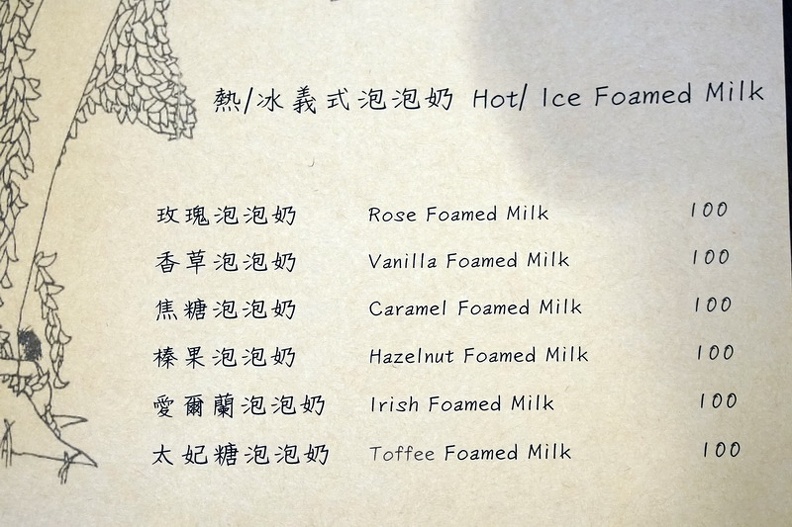 熱/冰義式泡泡奶 Hot/ Ice Foamed Milk
玫瑰泡泡奶 Rose Foamed Milk 100
香草泡泡奶 Vanilla Foamed Milk 100
焦糖泡泡奶 Caramel Foamed Milk 100
榛果泡泡奶 Hazelnut Foamed Milk 100
愛爾蘭泡泡奶 Irish Foamed Milk 100
太妃糖泡泡奶 Toffee Foamed Milk 100